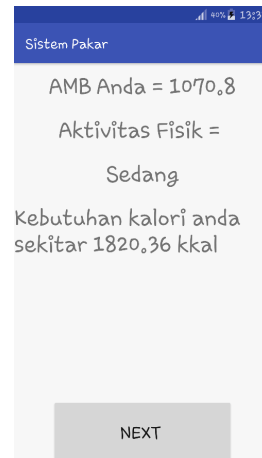 40% 13:3
Sistem Pakar
AMB Anda = 1070.8
Aktivitas Fisik =
Sedang
Kebutuhan kalori anda
sekitar 1820.36 kkal
NEXT